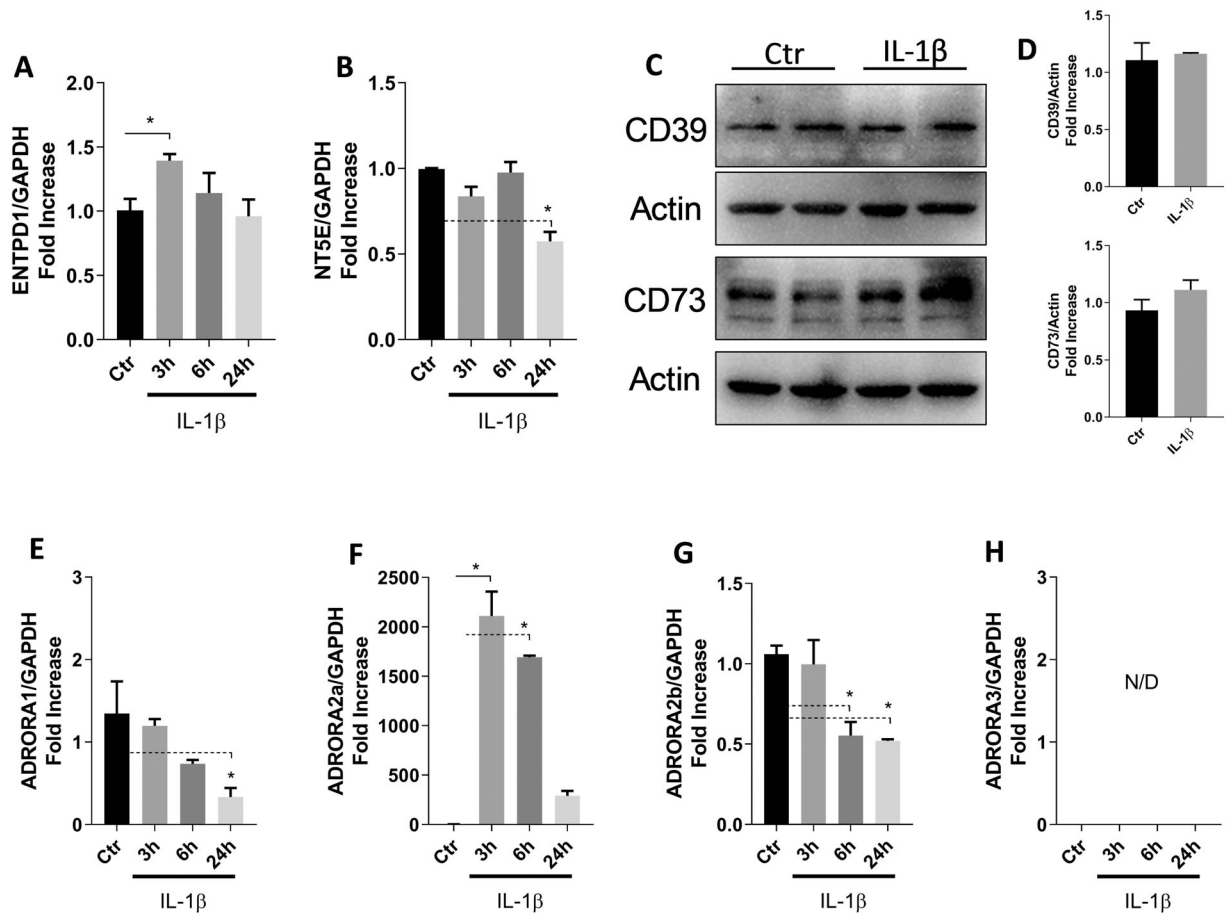 A
ENTPD1/GAPDH
Fold Increase
2.0
1.5
1.0
0.5
0.0
*
Ctr
3h
6h
24h
IL-1β
B
NT5E/GAPDH
Fold Increase
1.5
1.0
0.5
0.0
*
Ctr
3h
6h
24h
IL-1β
C
Ctr
IL-1β
CD39
Actin
CD73
Actin
D
CD39/Actin
Fold Increase
1.5
1.0
0.5
0.0
Ctr
IL-1β
CD73/Actin
Fold Increase
1.5
1.0
0.5
0.0
Ctr
IL-1β
E
ADRORA1/GAPDH
Fold Increase
3
2
1
0
*
Ctr
3h
6h
24h
IL-1β
F
ADRORA2a/GAPDH
Fold Increase
2500
2000
1500
1000
500
0
*
*
Ctr
3h
6h
24h
IL-1β
G
ADRORA2b/GAPDH
Fold Increase
1.5
1.0
0.5
0.0
*
*
Ctr
3h
6h
24h
IL-1β
H
ADRORA3/GAPDH
Fold Increase
3
2
1
0
N/D
Ctr
3h
6h
24h
IL-1β